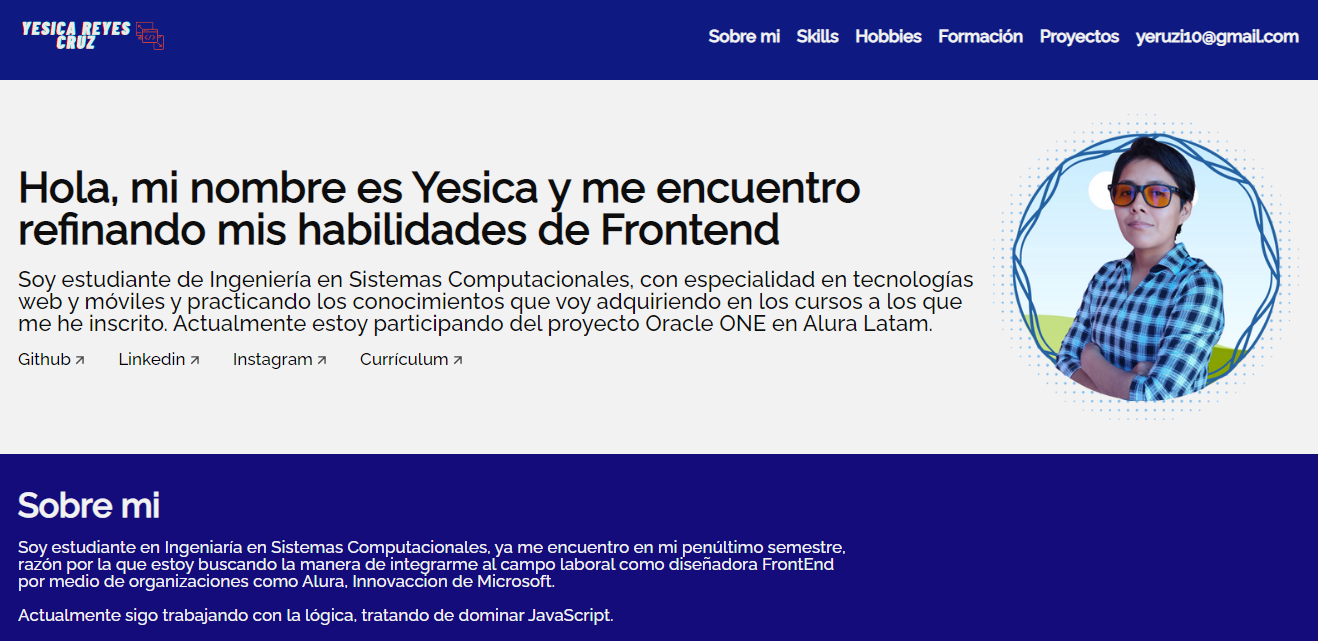 YESICA REYES
CRUZ
Sobre mi Skills Hobbies Formación Proyectos yeruzi10@gmail.com
Hola, mi nombre es Yesica y me encuentro
refinando mis habilidades de Frontend
Soy estudiante de Ingeniería en Sistemas Computacionales, con especialidad en tecnologías
web y móviles y practicando los conocimientos que voy adquiriendo en los cursos a los que
me he inscrito. Actualmente estoy participando del proyecto Oracle ONE en Alura Latam.
Github Linkedin Instagram Currículum
Sobre mi
Soy estudiante en Ingeniaría en Sistemas Computacionales, ya me encuentro en mi penúltimo semestre,
razón por la que estoy buscando la manera de integrarme al campo laboral como diseñadora FrontEnd
por medio de organizaciones como Alura, Innovaccion de Microsoft.
Actualmente sigo trabajando con la lógica, tratando de dominar JavaScript.